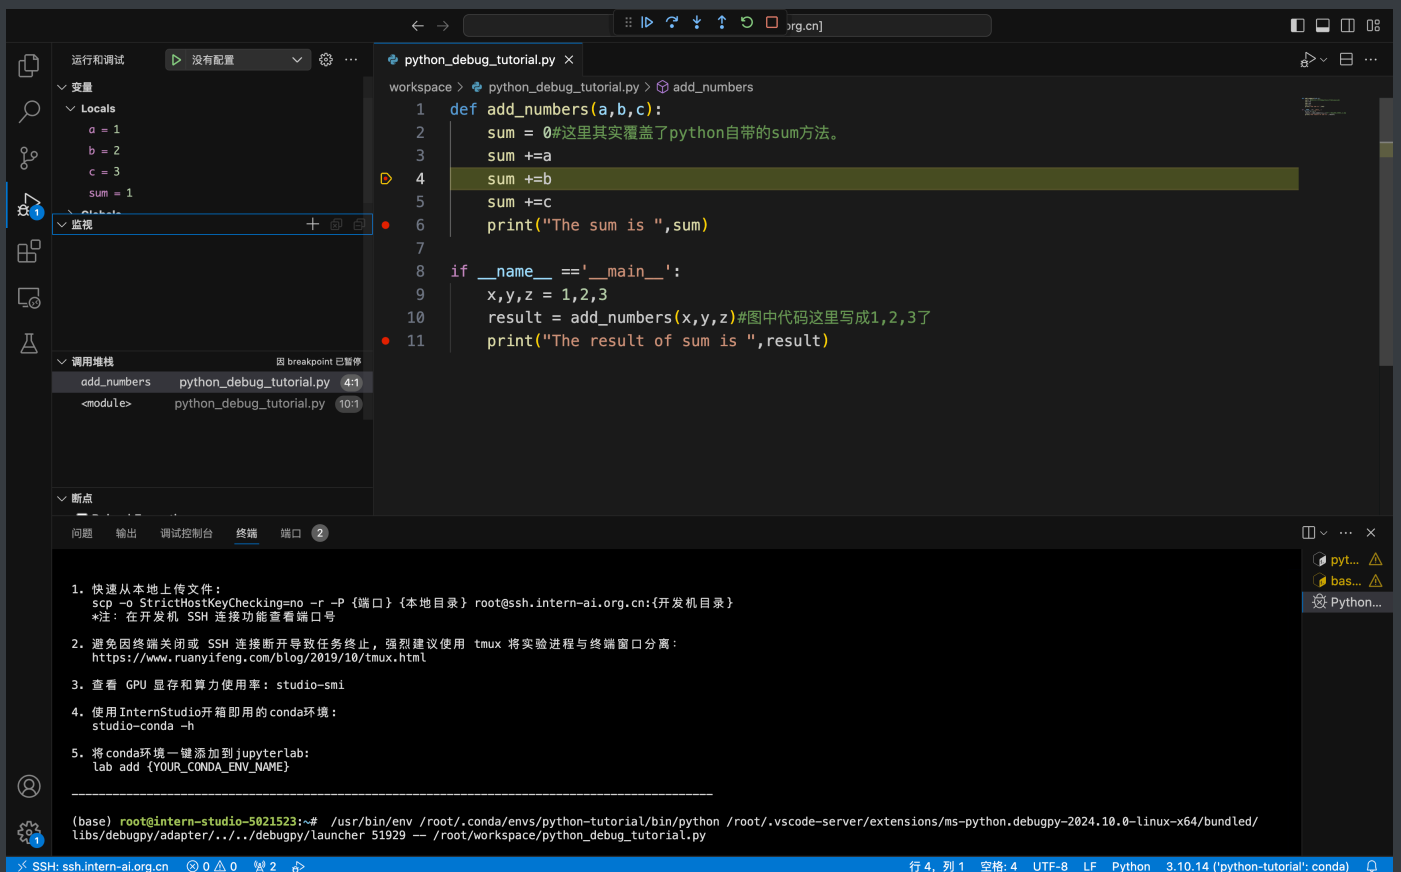 org.cn]
运行和调试
没有配置
python_debug_tutorial.py
变量
Locals
a = 1
b = 2
c = 3
sum = 1
Globals
监视
调用堆栈
因 breakpoint 已暂停
add_numbers python_debug_tutorial.py 4:1
<module> python_debug_tutorial.py 10:1
断点
workspace > python_debug_tutorial.py > add_numbers
1 def add_numbers(a,b,c):
2 sum = 0#这里其实覆盖了python自带的sum方法。
3 sum +=a
4 sum +=b
5 sum +=c
6 print("The sum is ",sum)
7
8 if __name__ =='__main__':
9 x,y,z = 1,2,3
10 result = add_numbers(x,y,z)#图中代码这里写成1,2,3了
11 print("The result of sum is ",result)
问题 输出 调试控制台 终端 端口 2
1. 快速从本地上传文件:
scp -o StrictHostKeyChecking=no -r -P {端口} {本地目录} root@ssh.intern-ai.org.cn:{开发机目录}
*注: 在开发机 SSH 连接功能查看端口号
2. 避免因终端关闭或 SSH 连接断开导致任务终止, 强烈建议使用 tmux 将实验进程与终端窗口分离:
https://www.ruanyifeng.com/blog/2019/10/tmux.html
3. 查看 GPU 显存和算力使用率: studio-smi
4. 使用InternStudio开箱即用的conda环境:
studio-conda -h
5. 将conda环境一键添加到jupyterlab:
lab add {YOUR_CONDA_ENV_NAME}
(base) root@intern-studio-5021523:~# /usr/bin/env /root/.conda/envs/python-tutorial/bin/python /root/.vscode-server/extensions/ms-python.debugpy-2024.10.0-linux-x64/bundled/
libs/debugpy/adapter/../../debugpy/launcher 51929 -- /root/workspace/python_debug_tutorial.py
pyt...
bas...
Python...
1
1
SSH: ssh.intern-ai.org.cn 0 0 2 行 4, 列 1 空格: 4 UTF-8 LF Python 3.10.14 ('python-tutorial': conda)